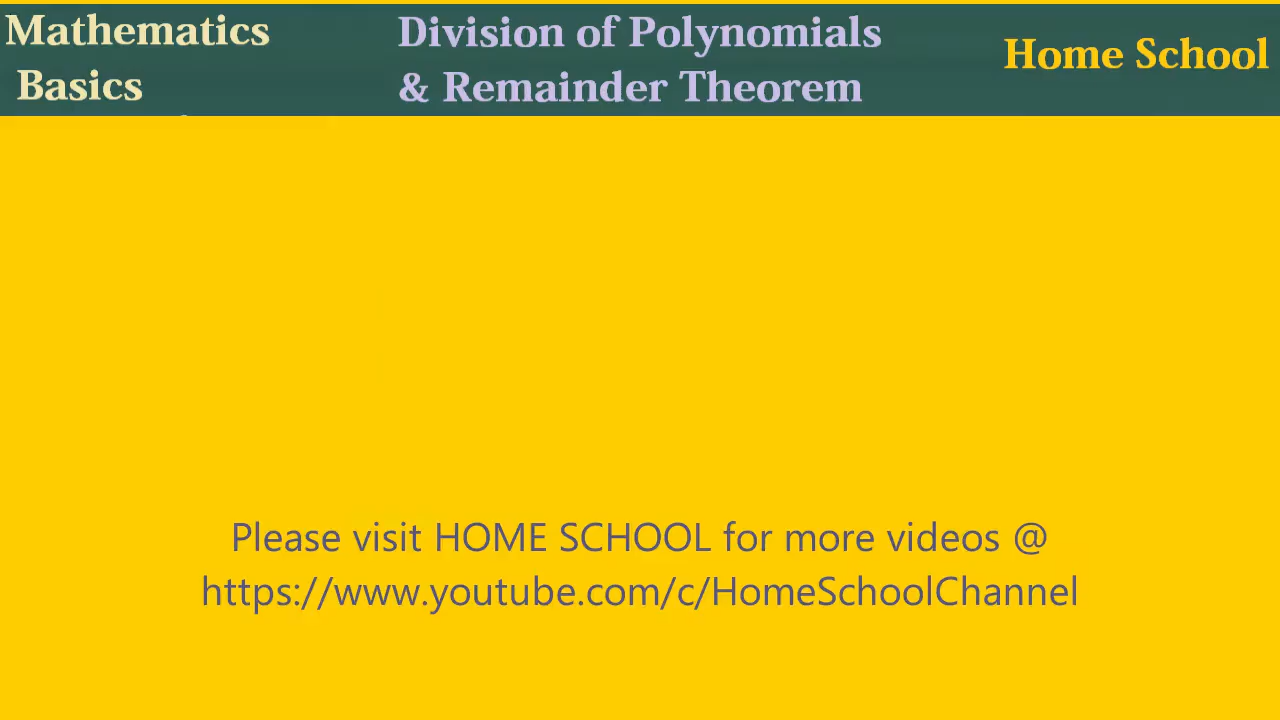 Mathematics
Basics
Division of Polynomials
& Remainder Theorem
Home School
Please visit HOME SCHOOL for more videos @
https://www.youtube.com/c/HomeSchoolChannel